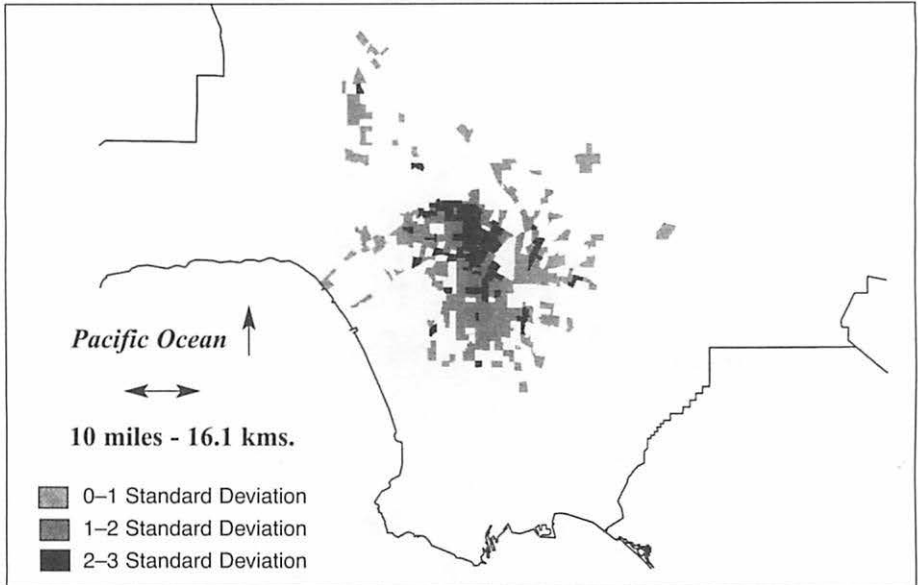 Pacific Ocean
10 miles - 16.1 kms.
0–1 Standard Deviation
1–2 Standard Deviation
2–3 Standard Deviation